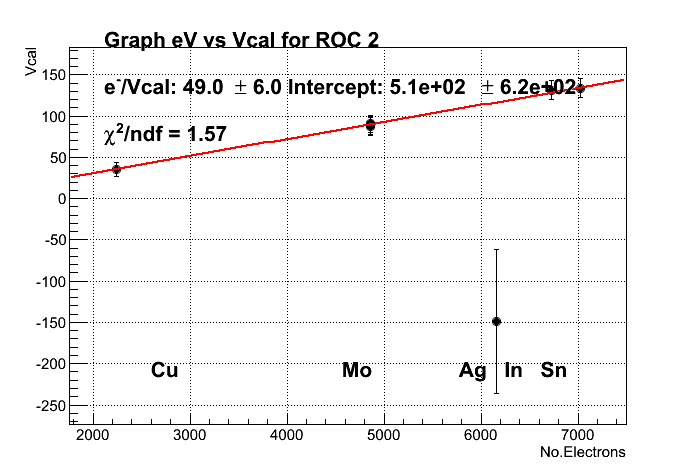 Graph eV vs Vcal for ROC 2
Vcal
e⁻/Vcal: 49.0 ± 6.0 Intercept: 5.1e+02 ± 6.2e+02
χ²/ndf = 1.57
150
100
50
0
-50
-100
-150
-200
-250
Cu Mo Ag In Sn
2000 3000 4000 5000 6000 7000
No.Electrons